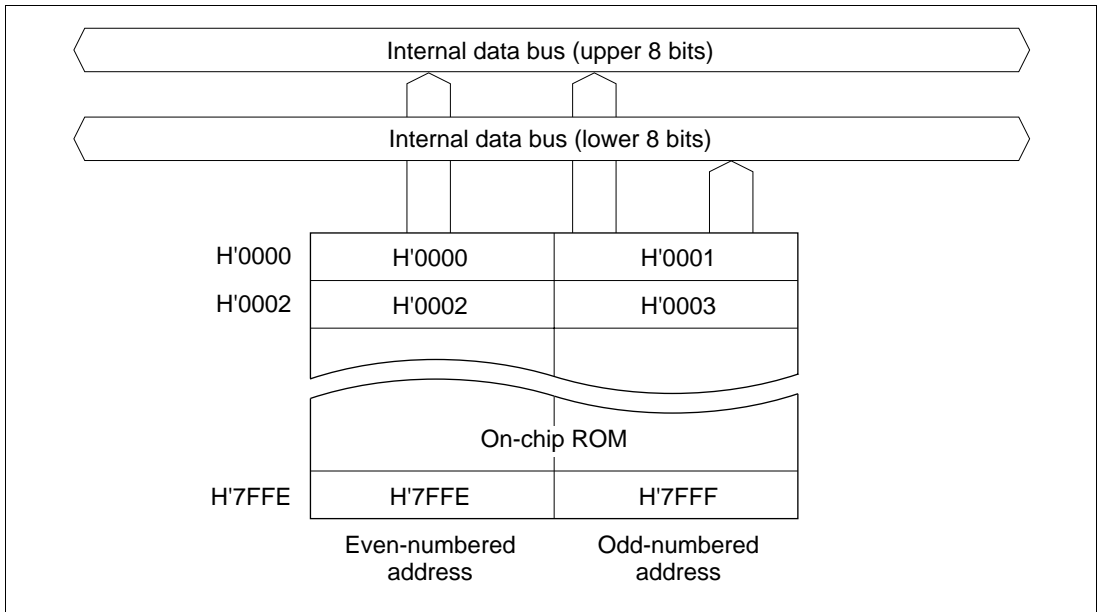 Internal data bus (upper 8 bits)
Internal data bus (lower 8 bits)
H'0000 H'0000 H'0001
H'0002 H'0002 H'0003
On-chip ROM
H'7FFE H'7FFE H'7FFF
Even-numbered address
Odd-numbered address